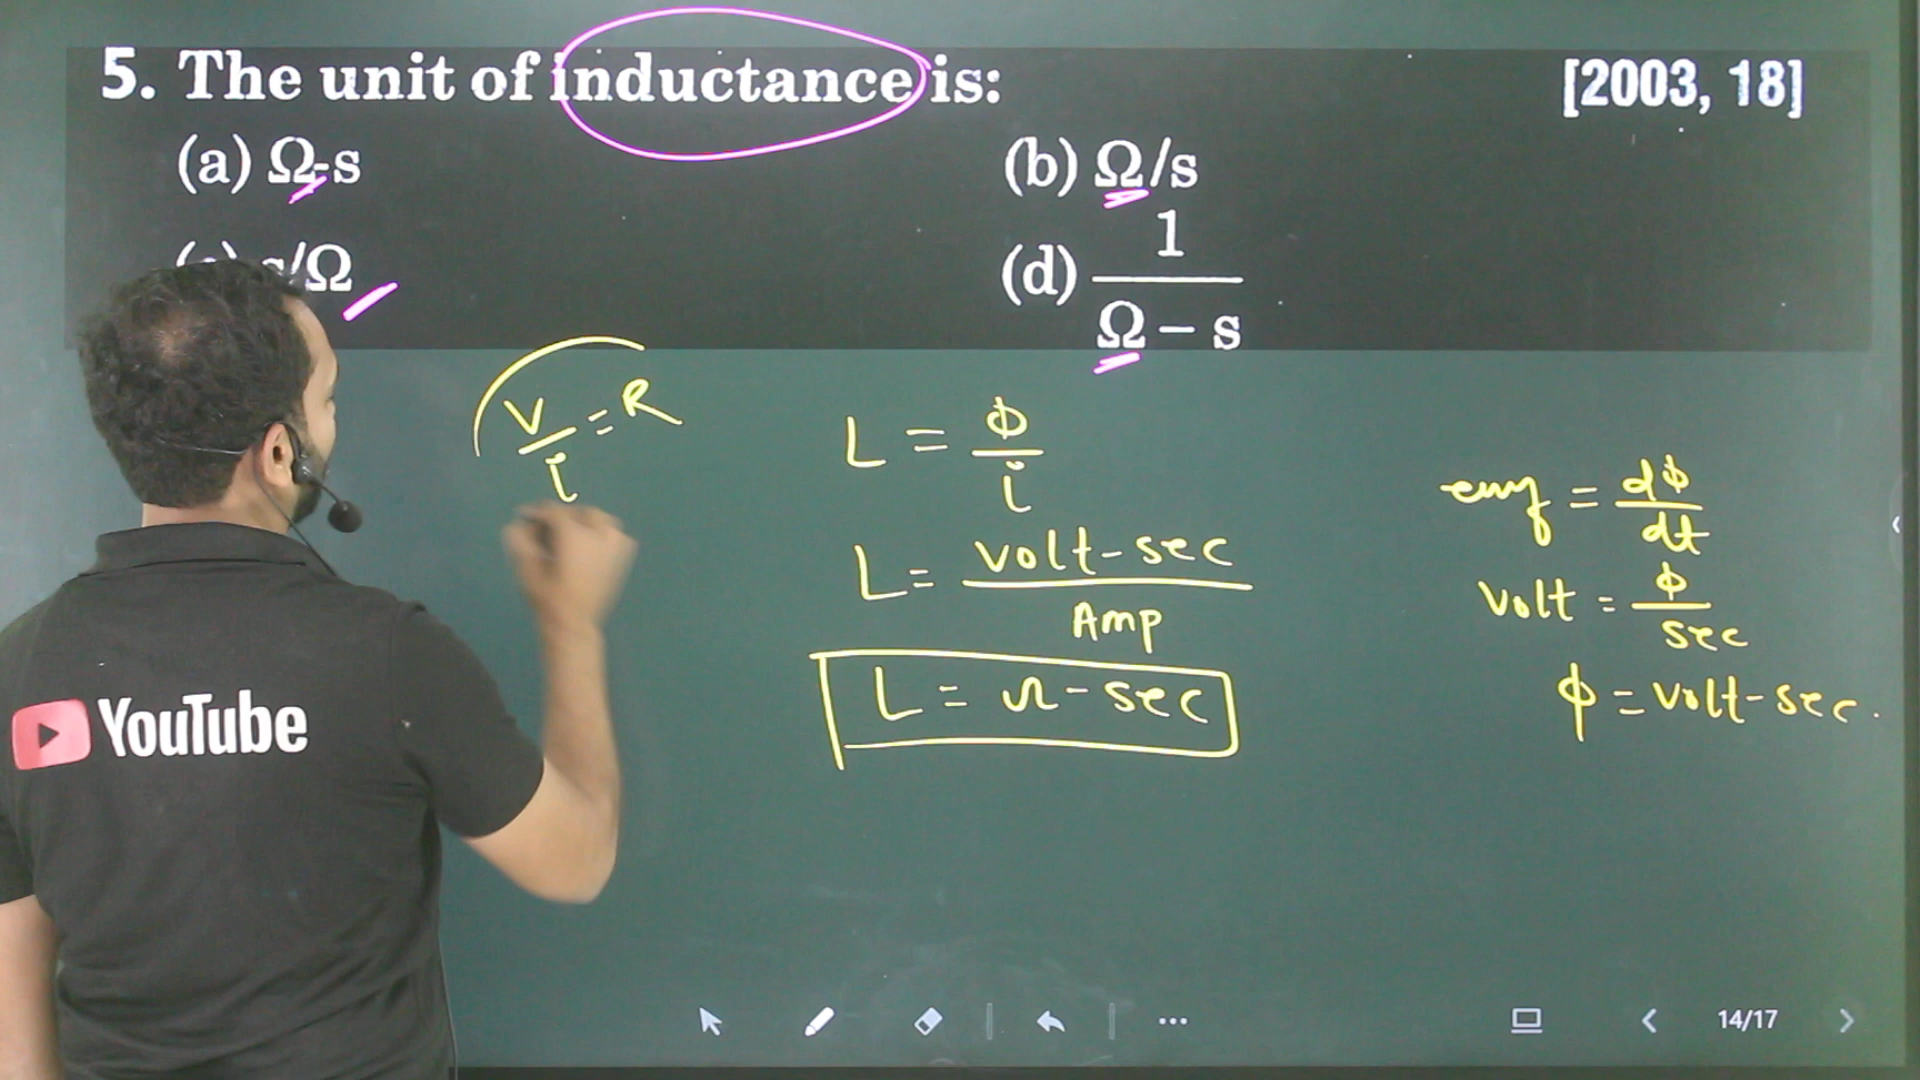 5. The unit of inductance is: [2003, 18]
(a) Ω-s (b) Ω/s
s/Ω (d) 1/(Ω – s)
V/i = R
L = Φ/i
L = volt-sec/Amp
L = Ω-sec
emf = dΦ/dt
Volt = Φ/sec
Φ = volt-sec.
YouTube
14/17